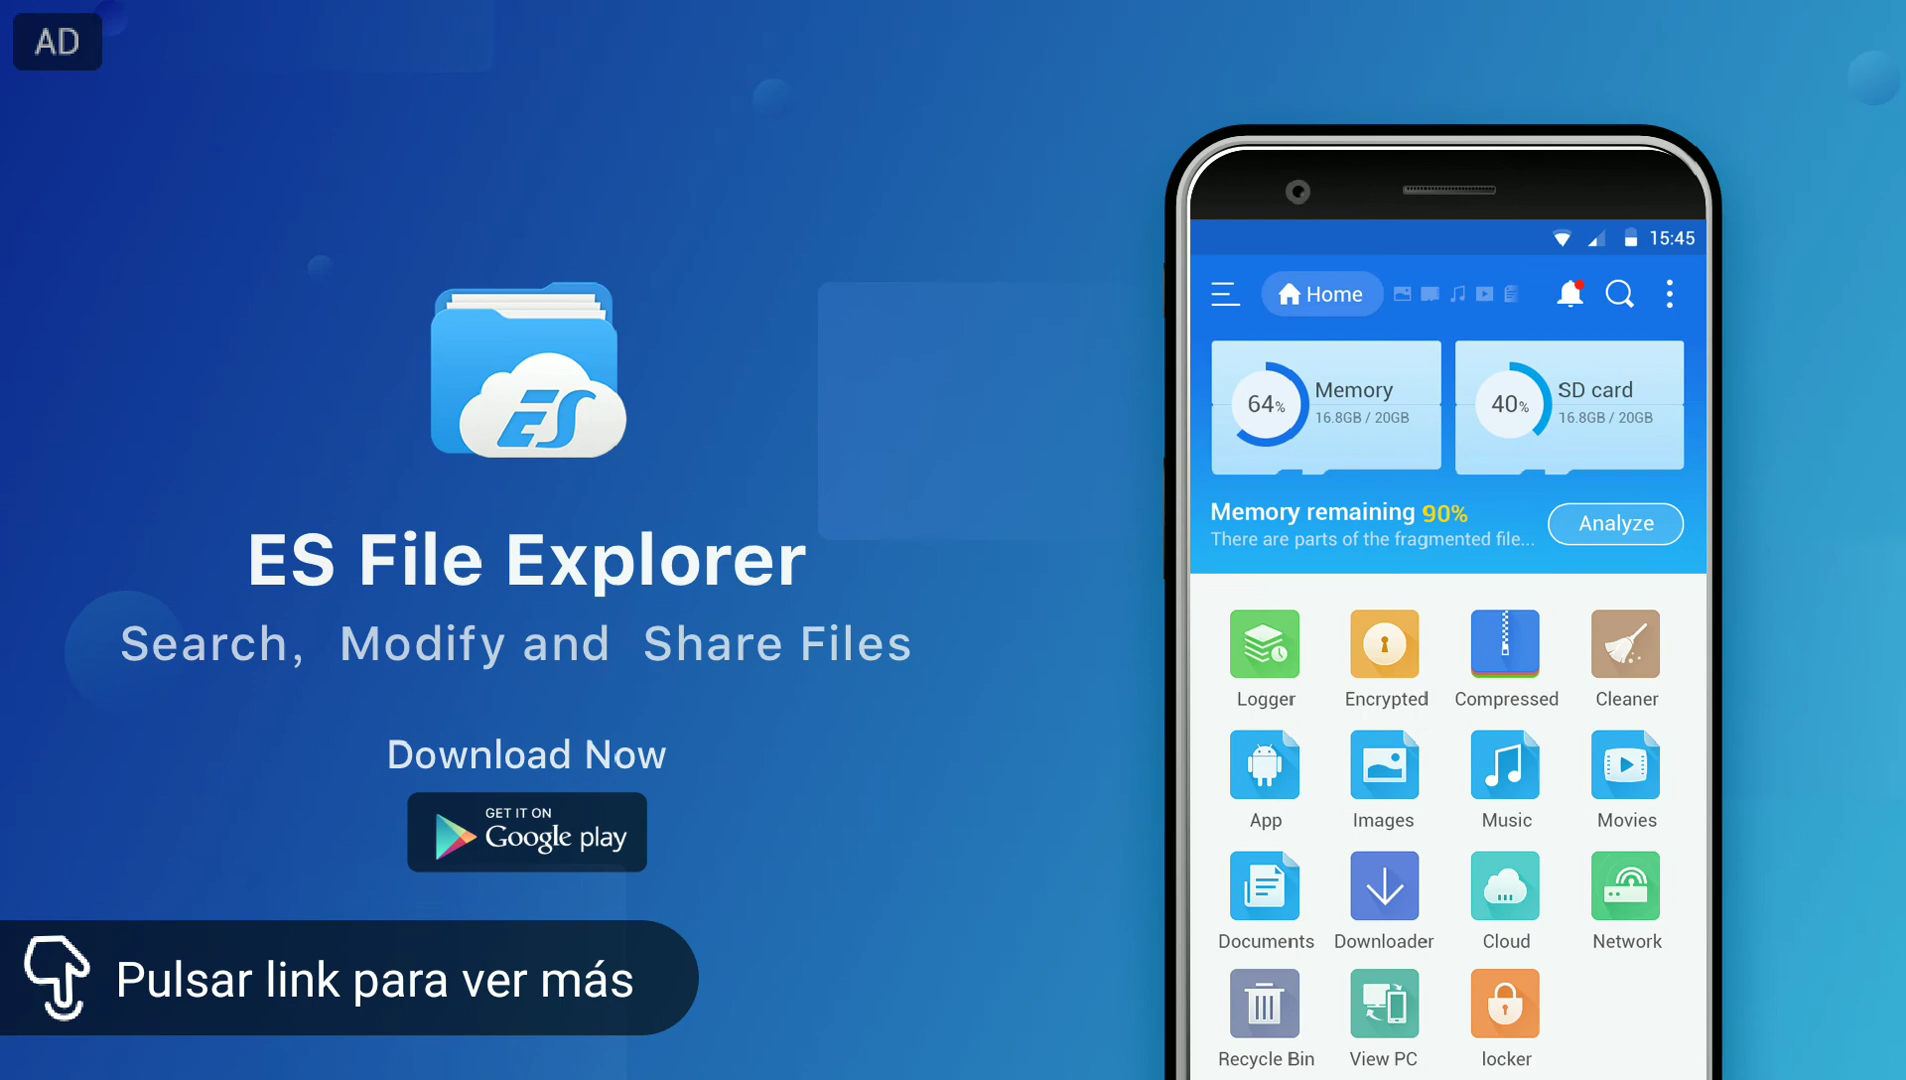 AD
ES
ES File Explorer
Search, Modify and Share Files
Download Now
GET IT ON
Google play
Pulsar link para ver más
15:45
Home
64%
Memory
16.8GB / 20GB
40%
SD card
16.8GB / 20GB
Memory remaining 90%
There are parts of the fragmented file...
Analyze
Logger Encrypted Compressed Cleaner
App Images Music Movies
Documents Downloader Cloud Network
Recycle Bin View PC locker